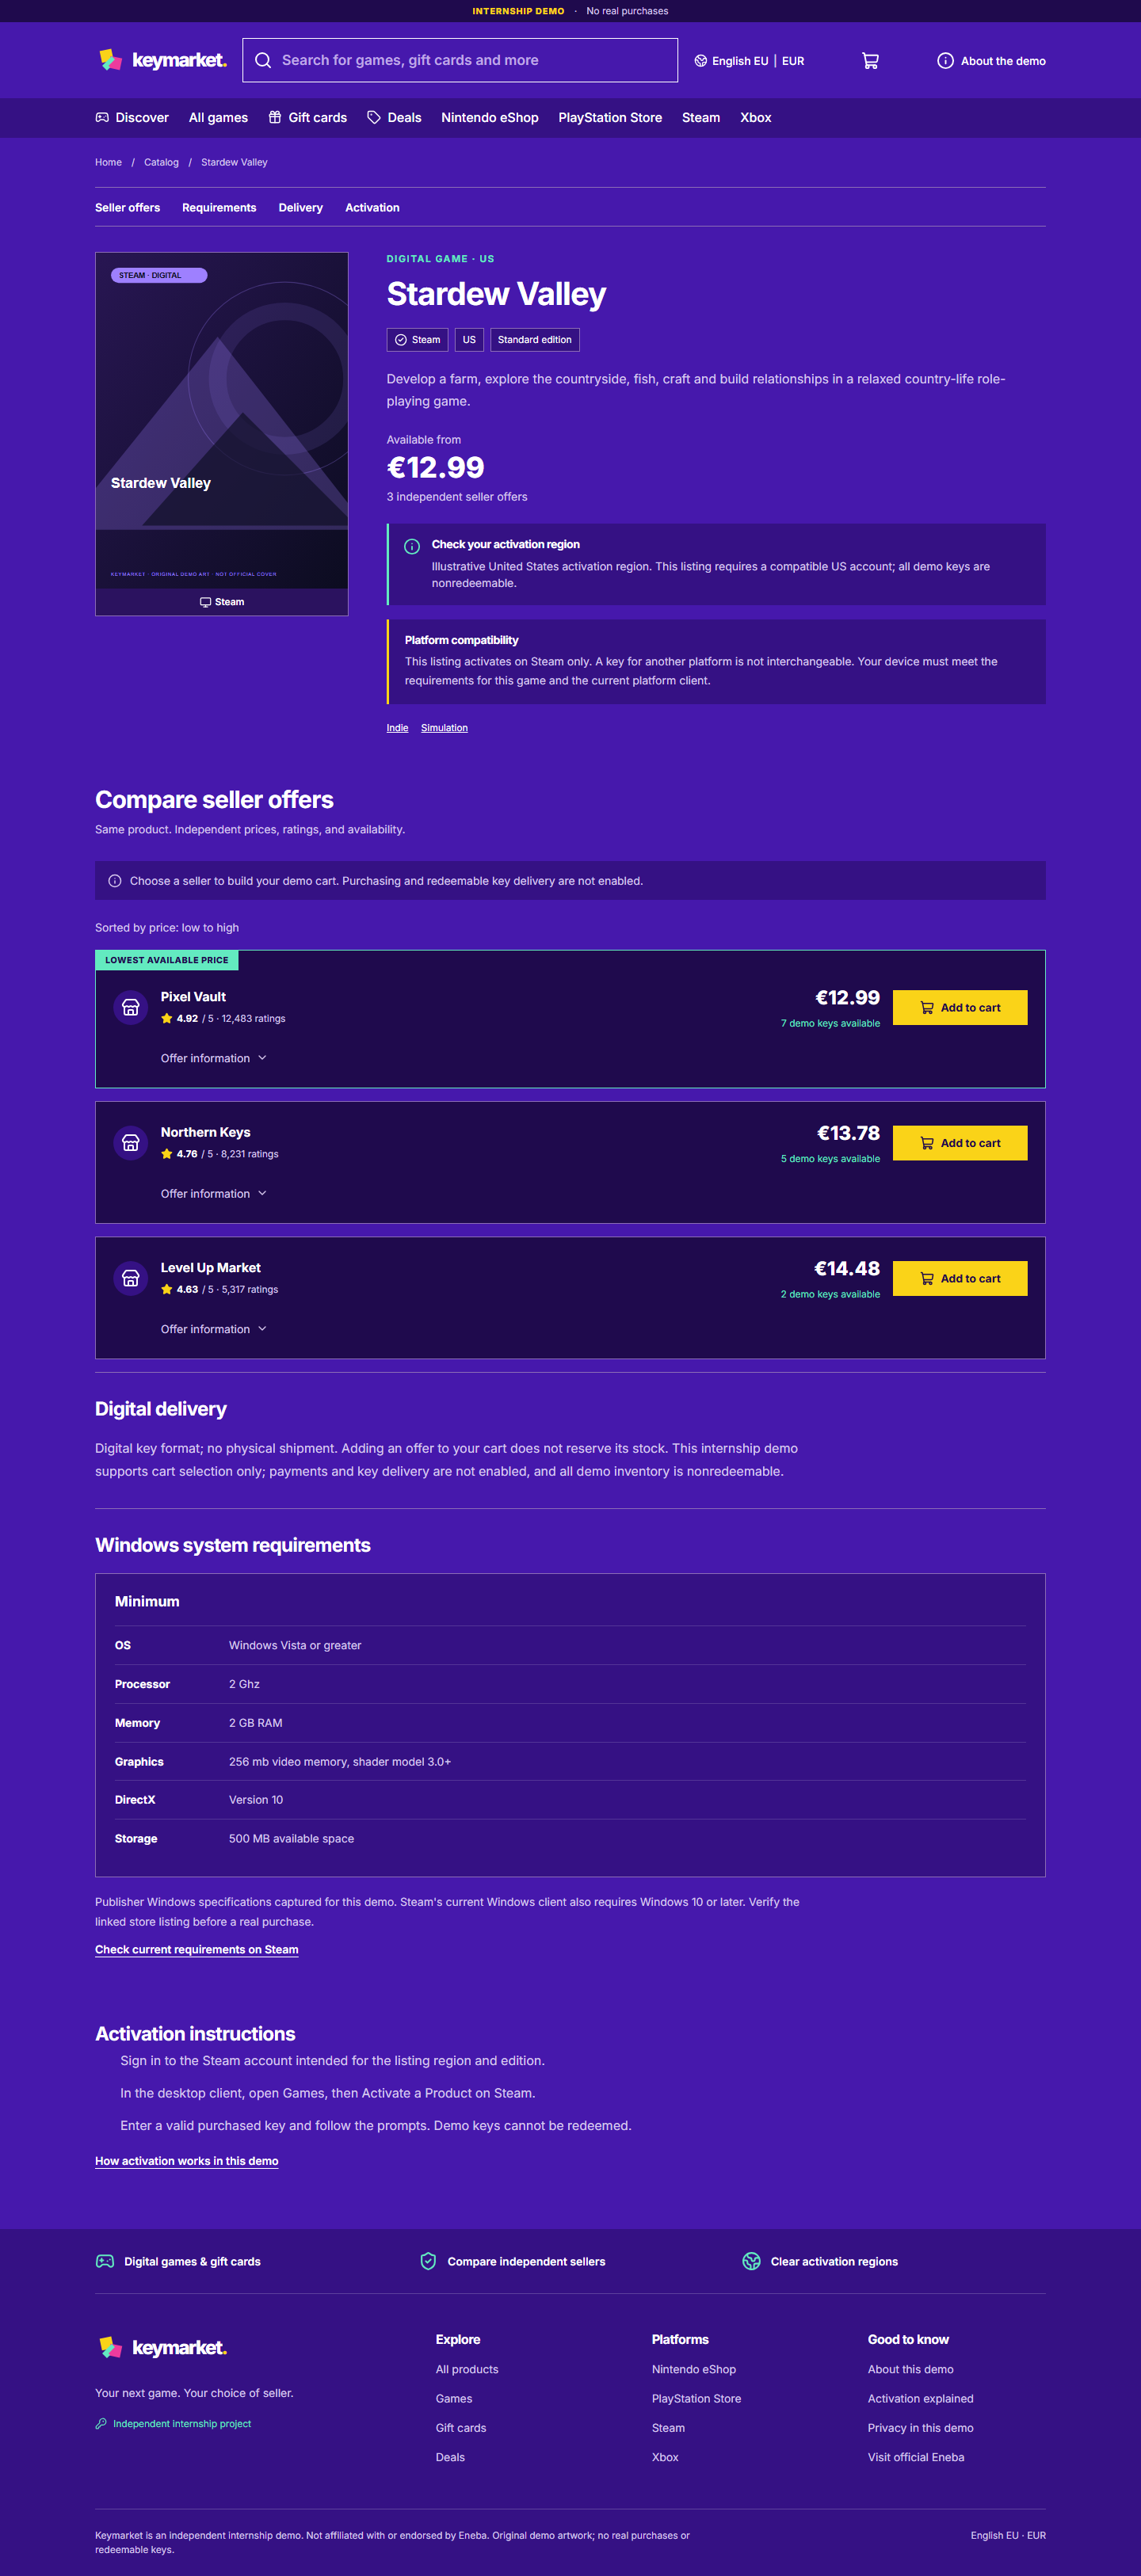 INTERNSHIP DEMO · No real purchases
keymarket.
Search for games, gift cards and more
English EU | EUR
About the demo
Discover All games Gift cards Deals Nintendo eShop PlayStation Store Steam Xbox
Home / Catalog / Stardew Valley
Seller offers Requirements Delivery Activation
STEAM · DIGITAL
Stardew Valley
KEYMARKET · ORIGINAL DEMO ART · NOT OFFICIAL COVER
Steam
DIGITAL GAME · US
Stardew Valley
Steam US Standard edition
Develop a farm, explore the countryside, fish, craft and build relationships in a relaxed country-life role-
playing game.
Available from
€12.99
3 independent seller offers
Check your activation region
Illustrative United States activation region. This listing requires a compatible US account; all demo keys are
nonredeemable.
Platform compatibility
This listing activates on Steam only. A key for another platform is not interchangeable. Your device must meet the
requirements for this game and the current platform client.
Indie Simulation
Compare seller offers
Same product. Independent prices, ratings, and availability.
Choose a seller to build your demo cart. Purchasing and redeemable key delivery are not enabled.
Sorted by price: low to high
LOWEST AVAILABLE PRICE
Pixel Vault
4.92 / 5 · 12,483 ratings
Offer information
€12.99
7 demo keys available
Add to cart
Northern Keys
4.76 / 5 · 8,231 ratings
Offer information
€13.78
5 demo keys available
Add to cart
Level Up Market
4.63 / 5 · 5,317 ratings
Offer information
€14.48
2 demo keys available
Add to cart
Digital delivery
Digital key format; no physical shipment. Adding an offer to your cart does not reserve its stock. This internship demo
supports cart selection only; payments and key delivery are not enabled, and all demo inventory is nonredeemable.
Windows system requirements
Minimum
OS Windows Vista or greater
Processor 2 Ghz
Memory 2 GB RAM
Graphics 256 mb video memory, shader model 3.0+
DirectX Version 10
Storage 500 MB available space
Publisher Windows specifications captured for this demo. Steam's current Windows client also requires Windows 10 or later. Verify the
linked store listing before a real purchase.
Check current requirements on Steam
Activation instructions
Sign in to the Steam account intended for the listing region and edition.
In the desktop client, open Games, then Activate a Product on Steam.
Enter a valid purchased key and follow the prompts. Demo keys cannot be redeemed.
How activation works in this demo
Digital games & gift cards
Compare independent sellers
Clear activation regions
keymarket.
Your next game. Your choice of seller.
Independent internship project
Explore
All products
Games
Gift cards
Deals
Platforms
Nintendo eShop
PlayStation Store
Steam
Xbox
Good to know
About this demo
Activation explained
Privacy in this demo
Visit official Eneba
Keymarket is an independent internship demo. Not affiliated with or endorsed by Eneba. Original demo artwork; no real purchases or
redeemable keys.
English EU · EUR